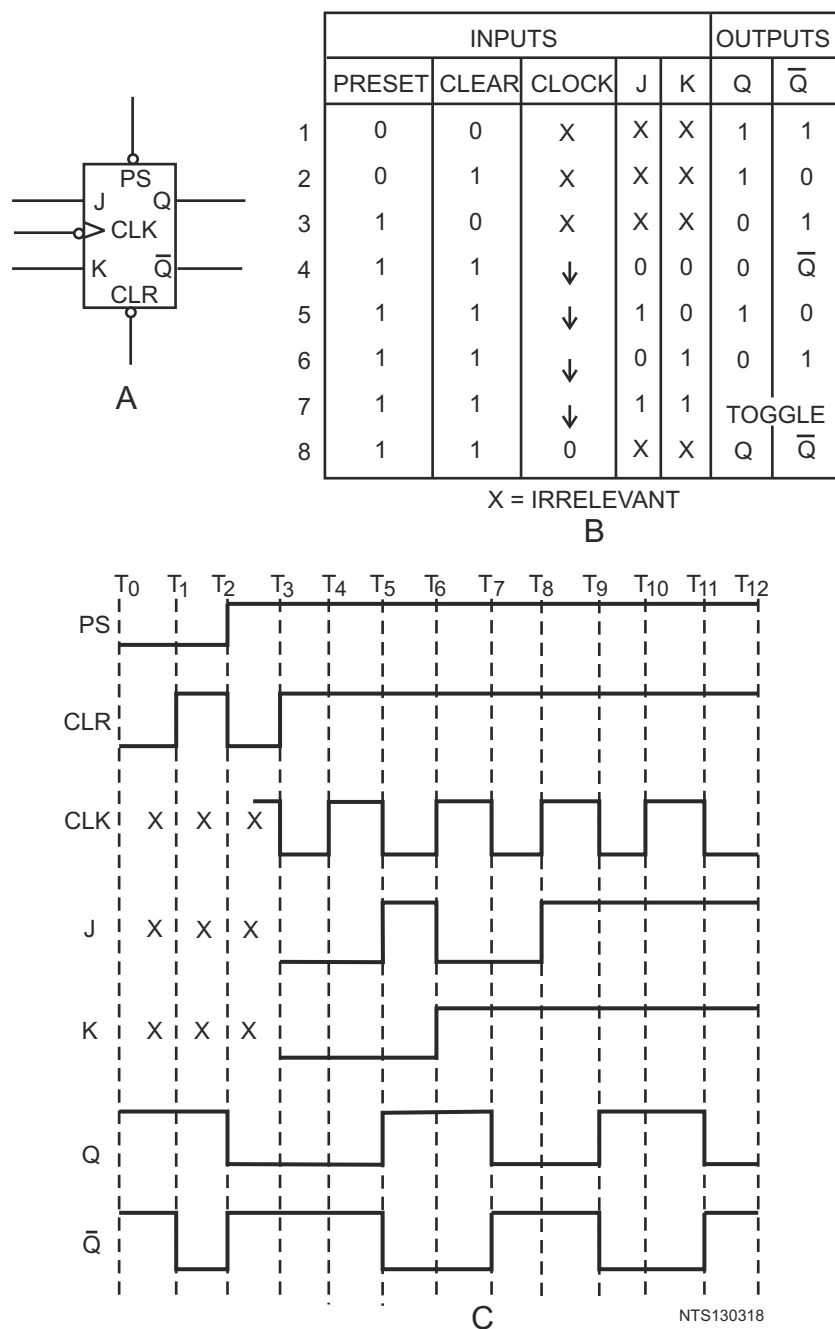 INPUTS OUTPUTS
PRESET CLEAR CLOCK J K Q Q̅
1 0 0 X X X 1 1
2 0 1 X X X 1 0
3 1 0 X X X 0 1
4 1 1 ↓ 0 0 0 Q̅
5 1 1 ↓ 1 0 1 0
6 1 1 ↓ 0 1 0 1
7 1 1 ↓ 1 1 TOGGLE
8 1 1 0 X X Q Q̅
X = IRRELEVANT
B
PS
J Q
CLK
K Q̅
CLR
A
T0 T1 T2 T3 T4 T5 T6 T7 T8 T9 T10 T11 T12
PS
CLR
CLK X X X
J X X X
K X X X
Q
Q̅
C
NTS130318